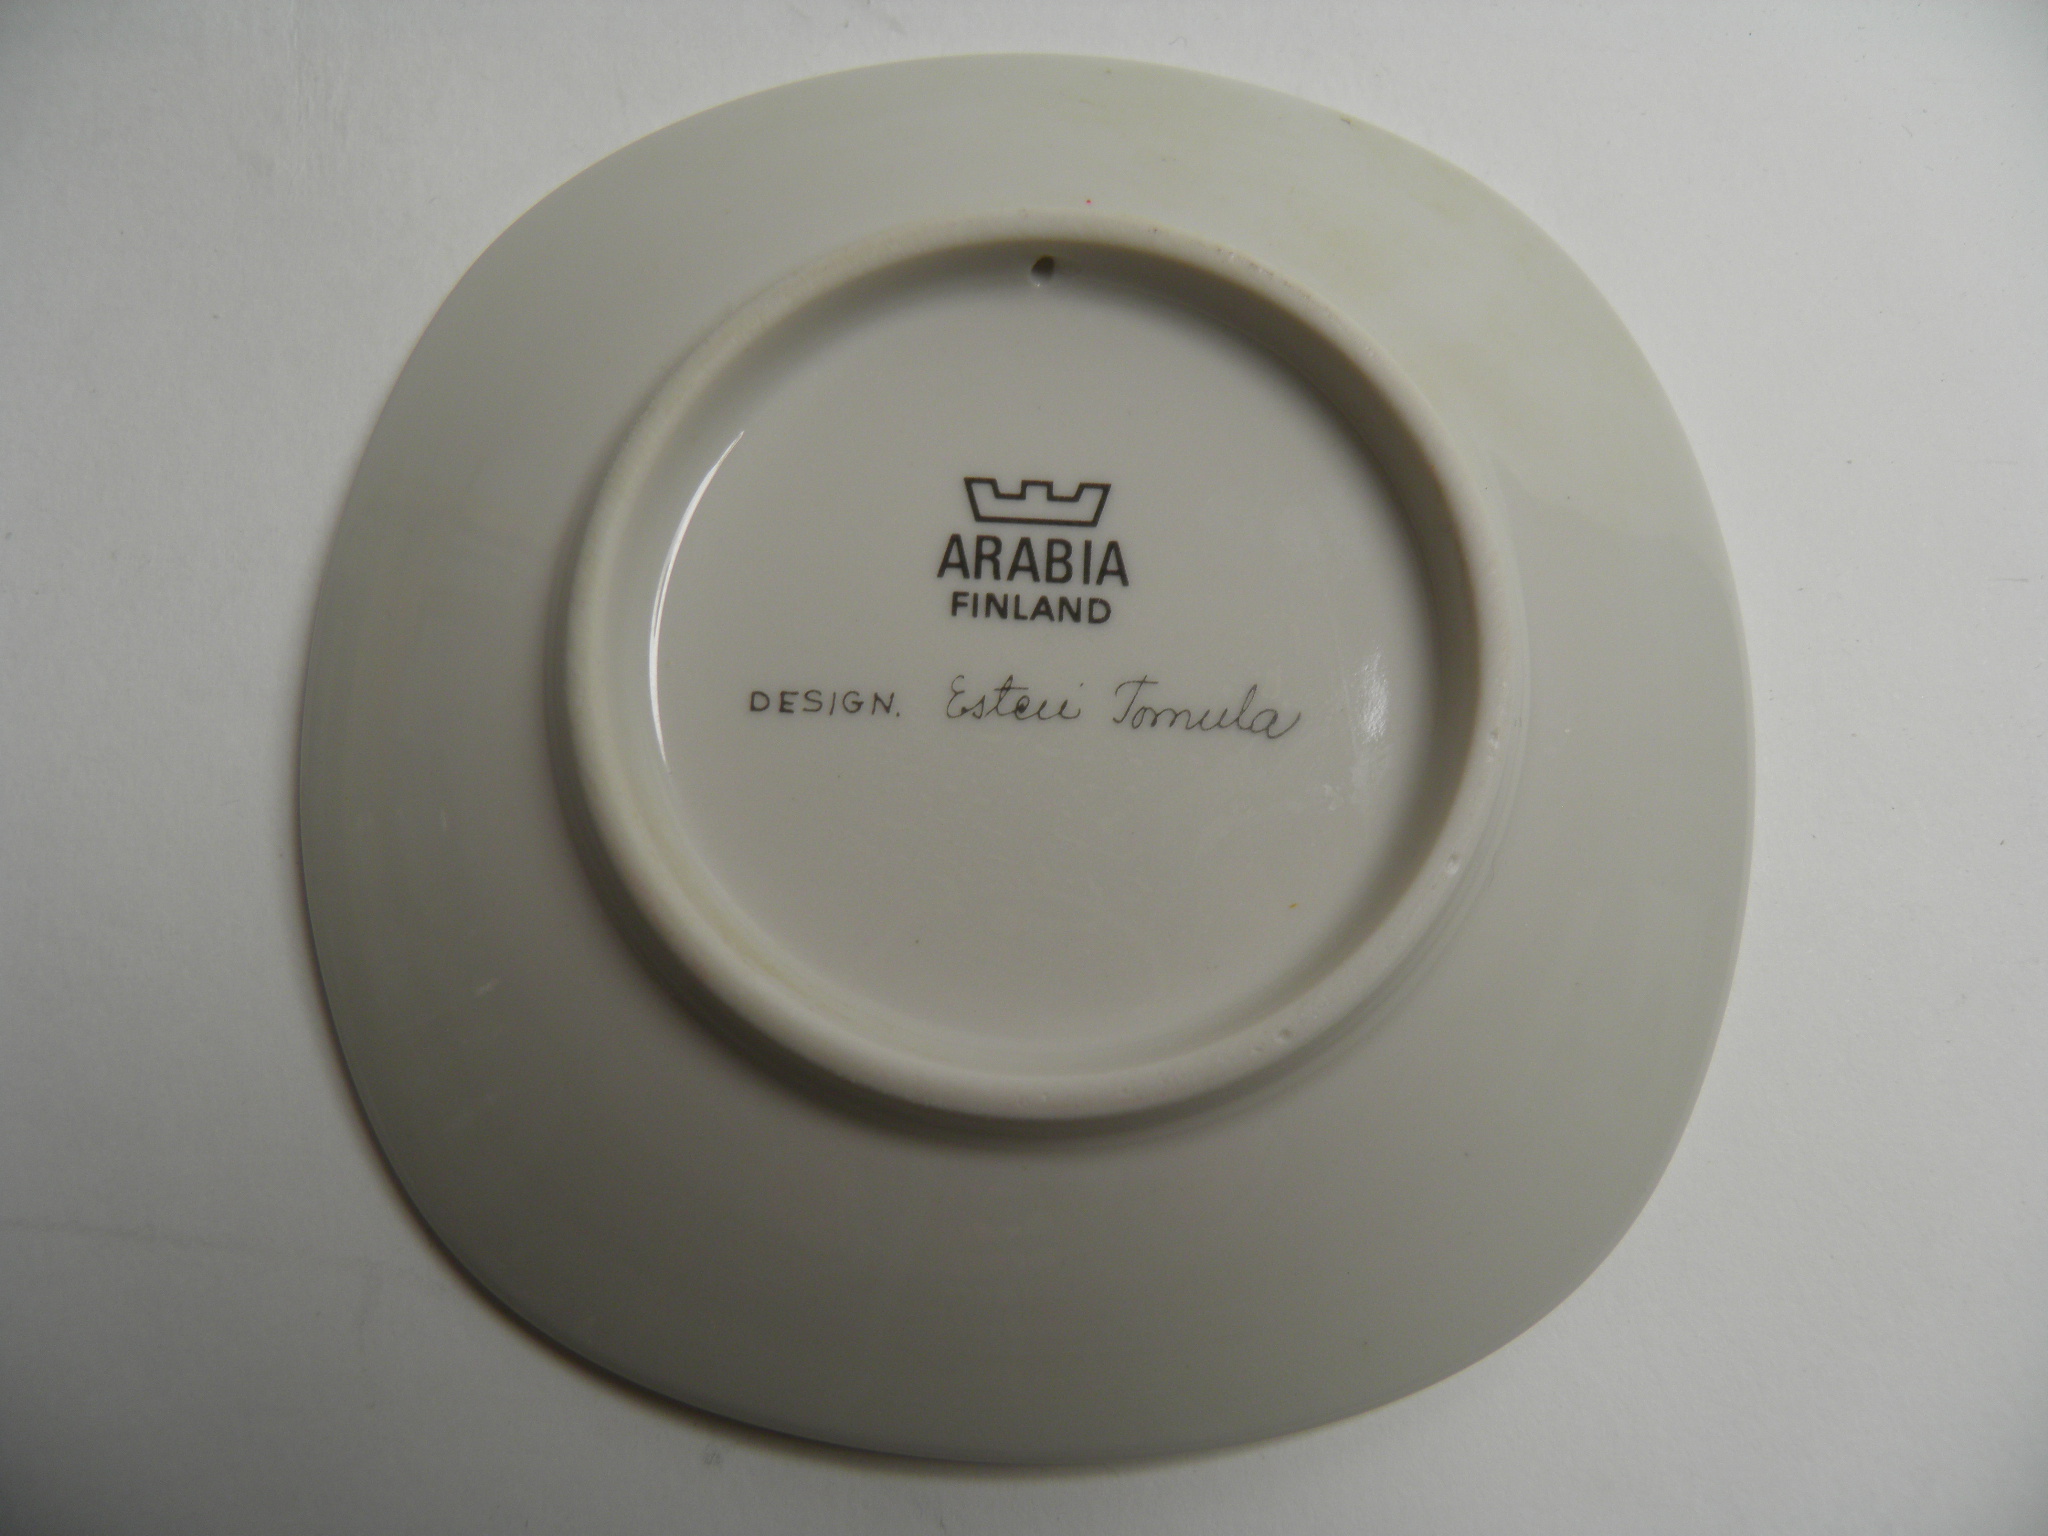 ARABIA
FINLAND
DESIGN. Esteri Tomula